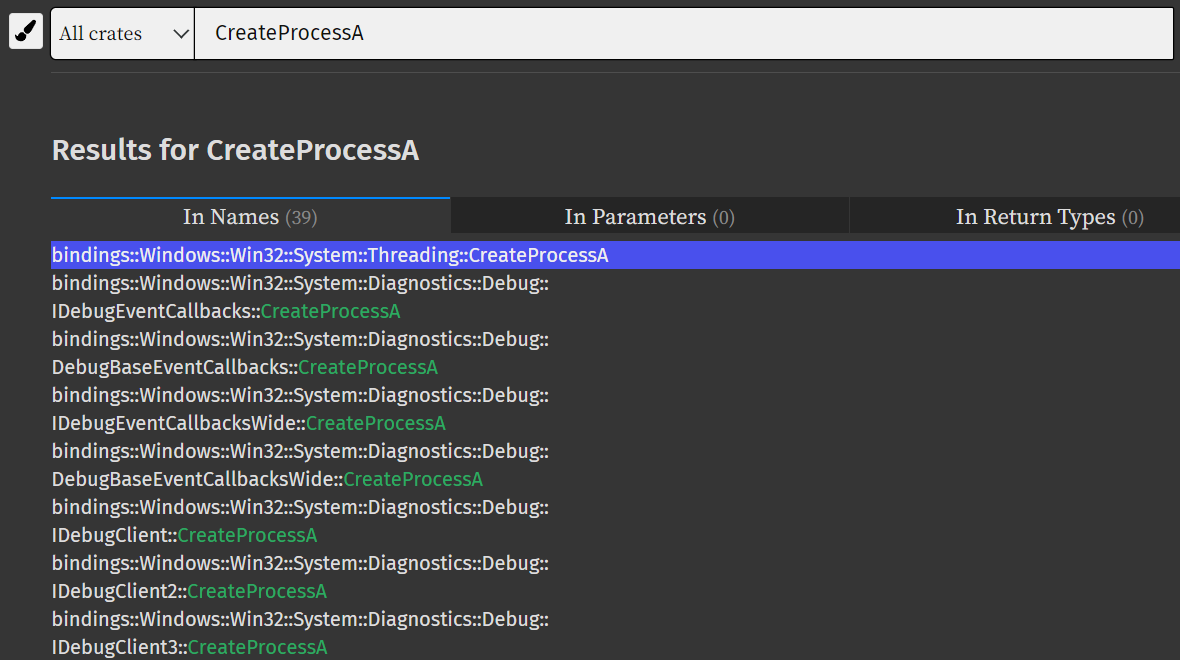 All crates
CreateProcessA
Results for CreateProcessA
In Names (39)
In Parameters (0)
In Return Types (0)
bindings::Windows::Win32::System::Threading::CreateProcessA
bindings::Windows::Win32::System::Diagnostics::Debug::
IDebugEventCallbacks::CreateProcessA
bindings::Windows::Win32::System::Diagnostics::Debug::
DebugBaseEventCallbacks::CreateProcessA
bindings::Windows::Win32::System::Diagnostics::Debug::
IDebugEventCallbacksWide::CreateProcessA
bindings::Windows::Win32::System::Diagnostics::Debug::
DebugBaseEventCallbacksWide::CreateProcessA
bindings::Windows::Win32::System::Diagnostics::Debug::
IDebugClient::CreateProcessA
bindings::Windows::Win32::System::Diagnostics::Debug::
IDebugClient2::CreateProcessA
bindings::Windows::Win32::System::Diagnostics::Debug::
IDebugClient3::CreateProcessA